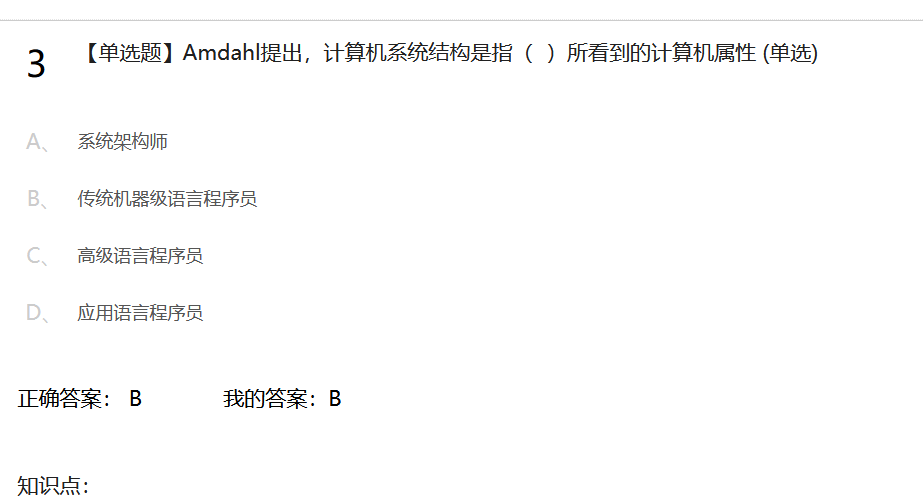 3 【单选题】Amdahl提出，计算机系统结构是指（ ）所看到的计算机属性 (单选)
A、 系统架构师
B、 传统机器级语言程序员
C、 高级语言程序员
D、 应用语言程序员
正确答案： B 我的答案：B
知识点：